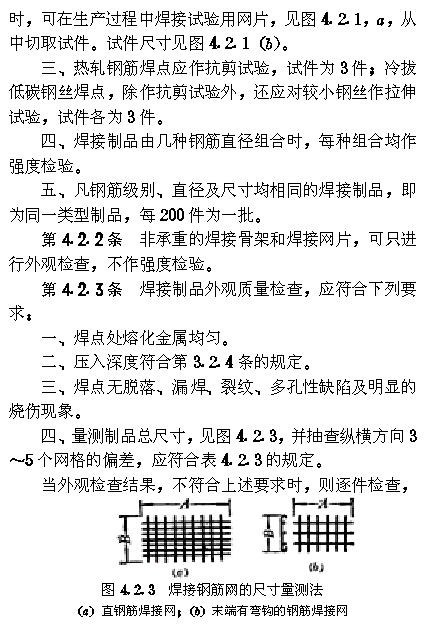 时，可在生产过程中焊接试验用网片，见图4.2.1，a，从
中切取试件。试件尺寸见图4.2.1（b）。
三、热轧钢筋焊点应作抗剪试验，试件为3件；冷拔
低碳钢丝焊点，除作抗剪试验外，还应对较小钢丝作拉伸
试验，试件各为3件。
四、焊接制品由几种钢筋直径组合时，每种组合均作
强度检验。
五、凡钢筋级别、直径及尺寸均相同的焊接制品，即
为同一类型制品，每200件为一批。
第4.2.2条　非承重的焊接骨架和焊接网片，可只进
行外观检查，不作强度检验。
第4.2.3条　焊接制品外观质量检查，应符合下列要
求：
一、焊点处熔化金属均匀。
二、压入深度符合第3.2.4条的规定。
三、焊点无脱落、漏焊、裂纹、多孔性缺陷及明显的
烧伤现象。
四、量测制品总尺寸，见图4.2.3，并抽查纵横方向3
～5个网格的偏差，应符合表4.2.3的规定。
当外观检查结果，不符合上述要求时，则逐件检查，
A A
B B
(a) (b)
图4.2.3　焊接钢筋网的尺寸量测法
(a) 直钢筋焊接网；(b) 末端有弯钩的钢筋焊接网